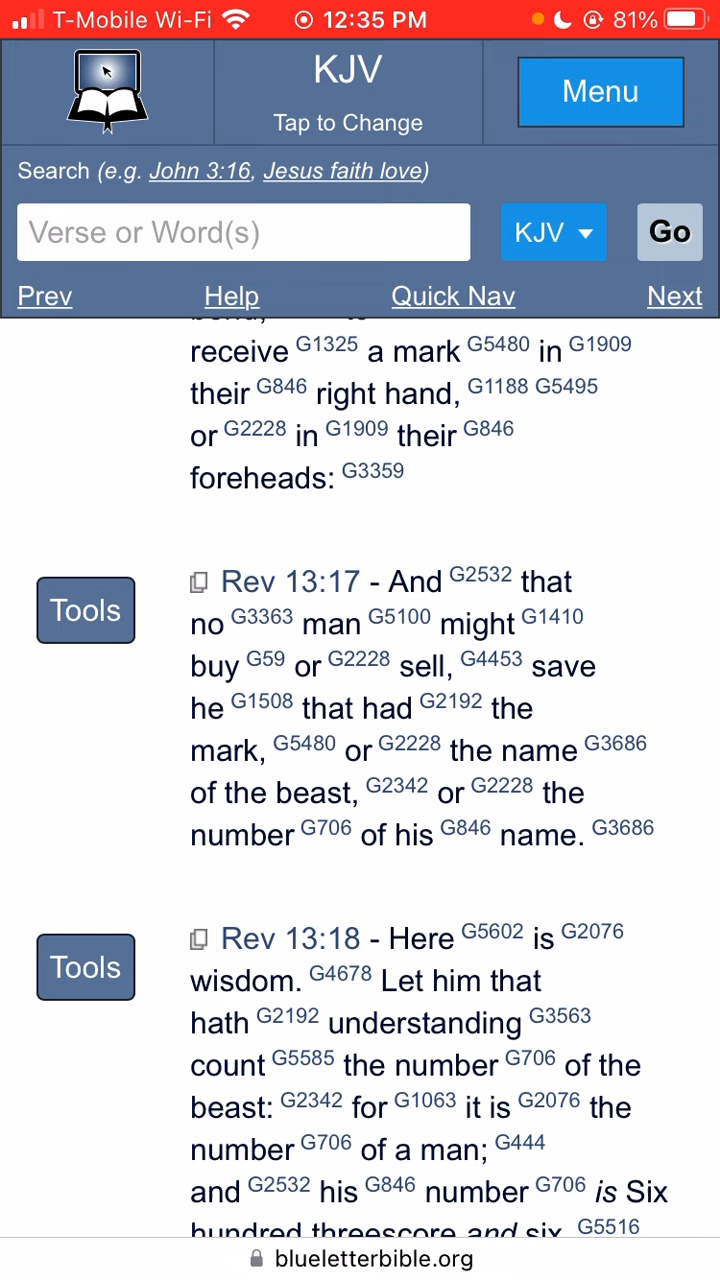 T-Mobile Wi-Fi 12:35 PM 81%
KJV
Tap to Change
Menu
Search (e.g. John 3:16, Jesus faith love)
Verse or Word(s)
KJV
Go
Prev Help Quick Nav Next
receive G1325 a mark G5480 in G1909
their G846 right hand, G1188 G5495
or G2228 in G1909 their G846
foreheads: G3359
Tools
Rev 13:17 - And G2532 that
no G3363 man G5100 might G1410
buy G59 or G2228 sell, G4453 save
he G1508 that had G2192 the
mark, G5480 or G2228 the name G3686
of the beast, G2342 or G2228 the
number G706 of his G846 name. G3686
Tools
Rev 13:18 - Here G5602 is G2076
wisdom. G4678 Let him that
hath G2192 understanding G3563
count G5585 the number G706 of the
beast: G2342 for G1063 it is G2076 the
number G706 of a man; G444
and G2532 his G846 number G706 is Six
hundred threescore and six. G5516
blueletterbible.org